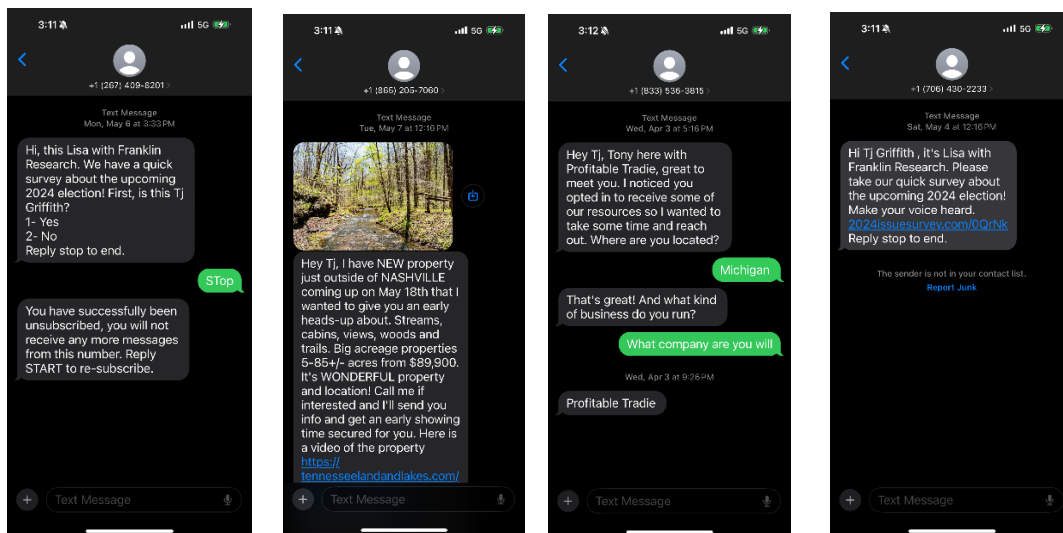 3:11
5G
+1 (267) 409-8201
Text Message
Mon, May 6 at 3:33 PM
Hi, this Lisa with Franklin
Research. We have a quick
survey about the upcoming
2024 election! First, is this Tj
Griffith?
1- Yes
2- No
Reply stop to end.
STop
You have successfully been
unsubscribed, you will not
receive any more messages
from this number. Reply
START to re-subscribe.
Text Message
3:11
5G
+1 (866) 205-7060
Text Message
Tue, May 7 at 12:16 PM
Hey Tj, I have NEW property
just outside of NASHVILLE
coming up on May 18th that I
wanted to give you an early
heads-up about. Streams,
cabins, views, woods and
trails. Big acreage properties
5-85+/- acres from $89,900.
It's WONDERFUL property
and location! Call me if
interested and I'll send you
info and get an early showing
time secured for you. Here is
a video of the property
https://
tennesseelandandlakes.com/
Text Message
3:12
5G
+1 (833) 536-3815
Text Message
Wed, Apr 3 at 5:16 PM
Hey Tj, Tony here with
Profitable Tradie, great to
meet you. I noticed you
opted in to receive some of
our resources so I wanted to
take some time and reach
out. Where are you located?
Michigan
That's great! And what kind
of business do you run?
What company are you will
Wed, Apr 3 at 9:26 PM
Profitable Tradie
Text Message
3:11
5G
+1 (706) 430-2233
Text Message
Sat, May 4 at 12:16 PM
Hi Tj Griffith , it's Lisa with
Franklin Research. Please
take our quick survey about
the upcoming 2024 election!
Make your voice heard.
2024issuesurvey.com/0QrNk
Reply stop to end.
The sender is not in your contact list.
Report Junk
Text Message